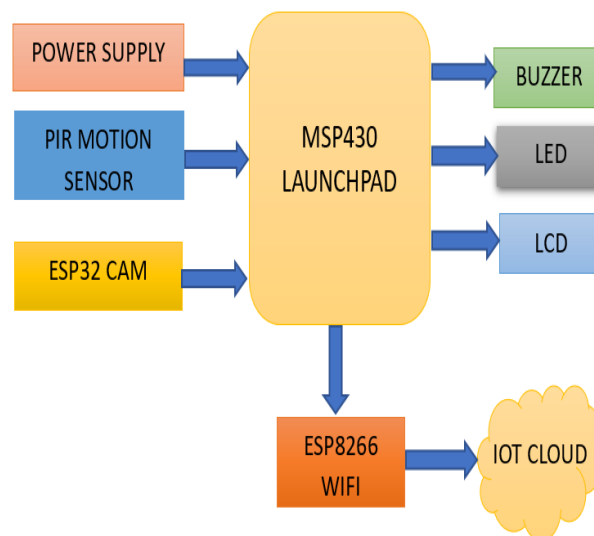 POWER SUPPLY
PIR MOTION
SENSOR
ESP32 CAM
MSP430
LAUNCHPAD
BUZZER
LED
LCD
ESP8266
WIFI
IOT CLOUD